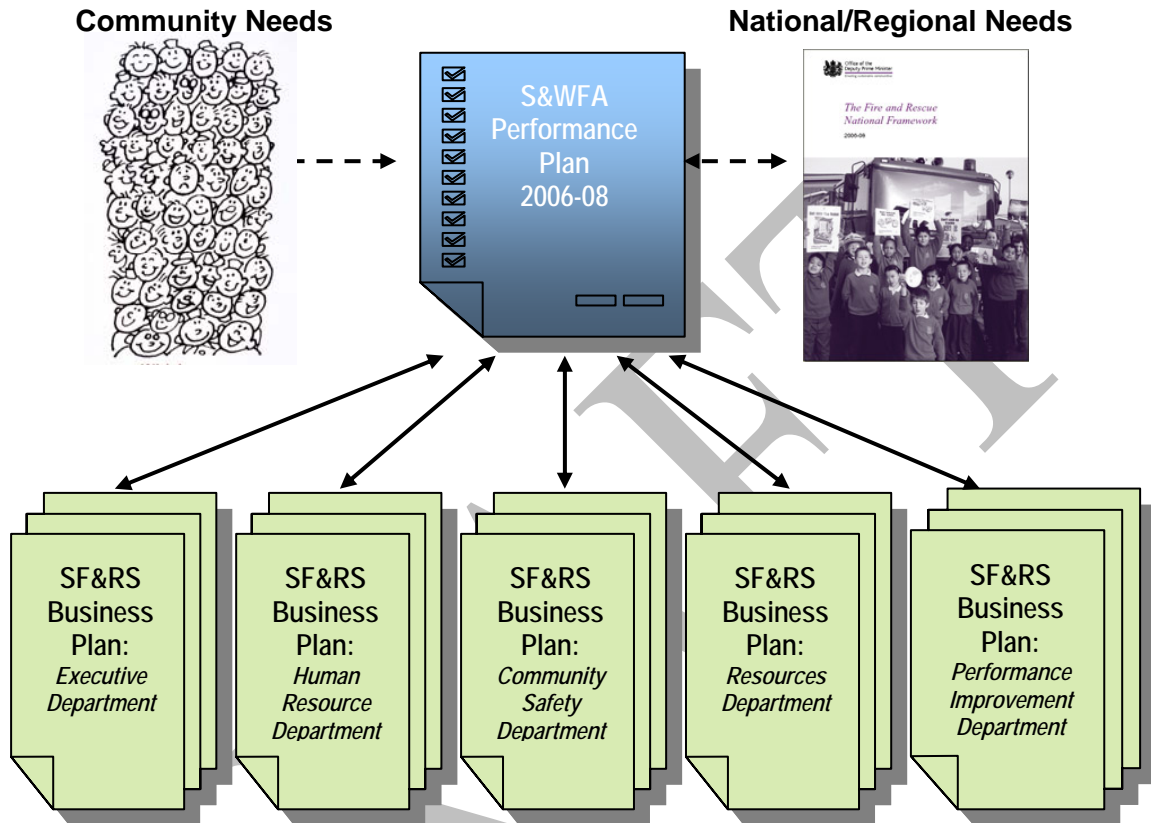 Community Needs
National/Regional Needs
S&WFA
Performance
Plan
2006-08
Office of the
Deputy Prime Minister
The Fire and Rescue
National Framework
2006-08
SF&RS
Business
Plan:
Executive
Department
SF&RS
Business
Plan:
Human
Resource
Department
SF&RS
Business
Plan:
Community
Safety
Department
SF&RS
Business
Plan:
Resources
Department
SF&RS
Business
Plan:
Performance
Improvement
Department